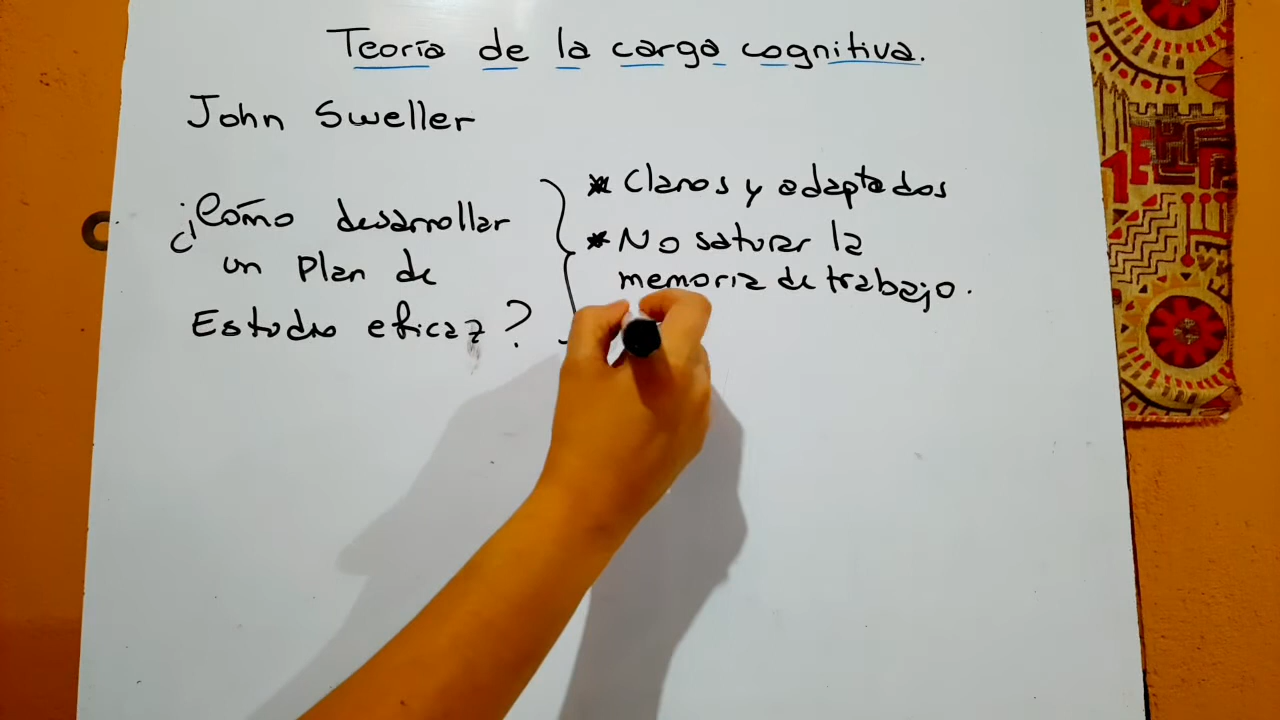 Teoría de la carga cognitiva.
John Sweller
¿Cómo desarrollar
un Plan de
Estudio eficaz?
* Claros y adaptados
* No saturar la
memoria de trabajo.